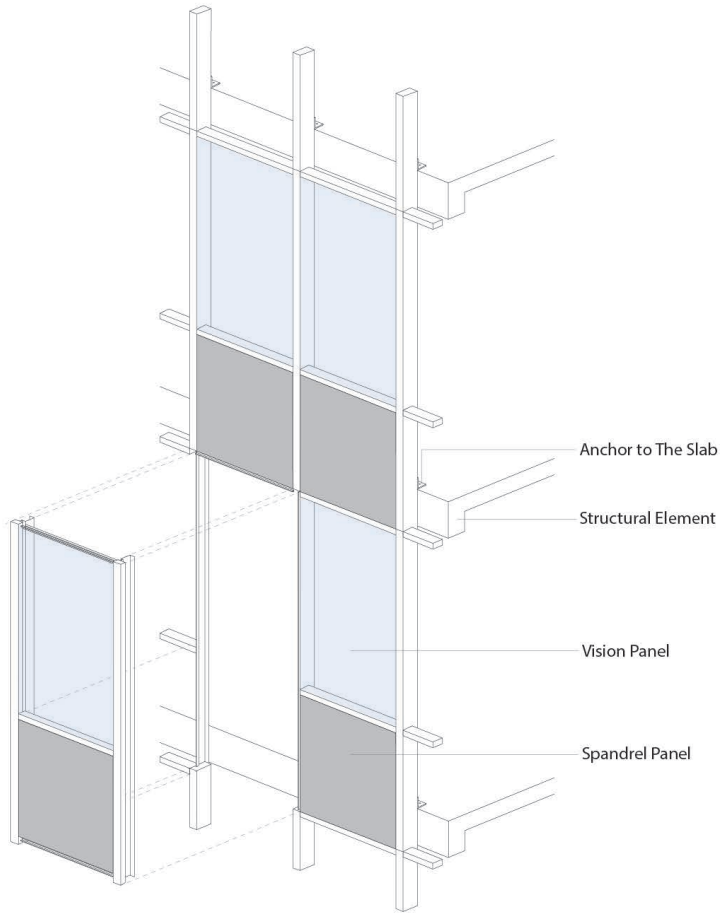 Anchor to The Slab
Structural Element
Vision Panel
Spandrel Panel